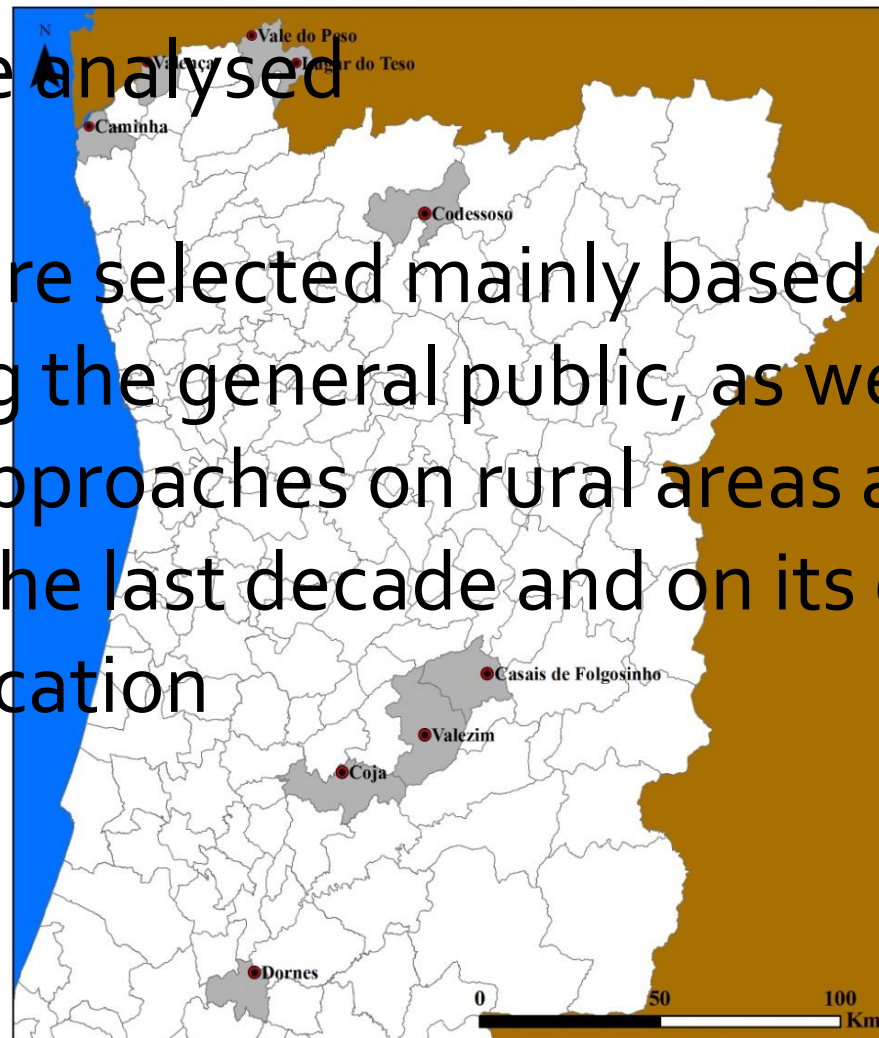 N
Vale do Peso
e analysed
Valença
Lugar do Teso
Caminha
Codessoso
re selected mainly based
g the general public, as we
pproaches on rural areas a
he last decade and on its
cation
Casais de Folgosinho
Valezim
Coja
Dornes
0 50 100
Km